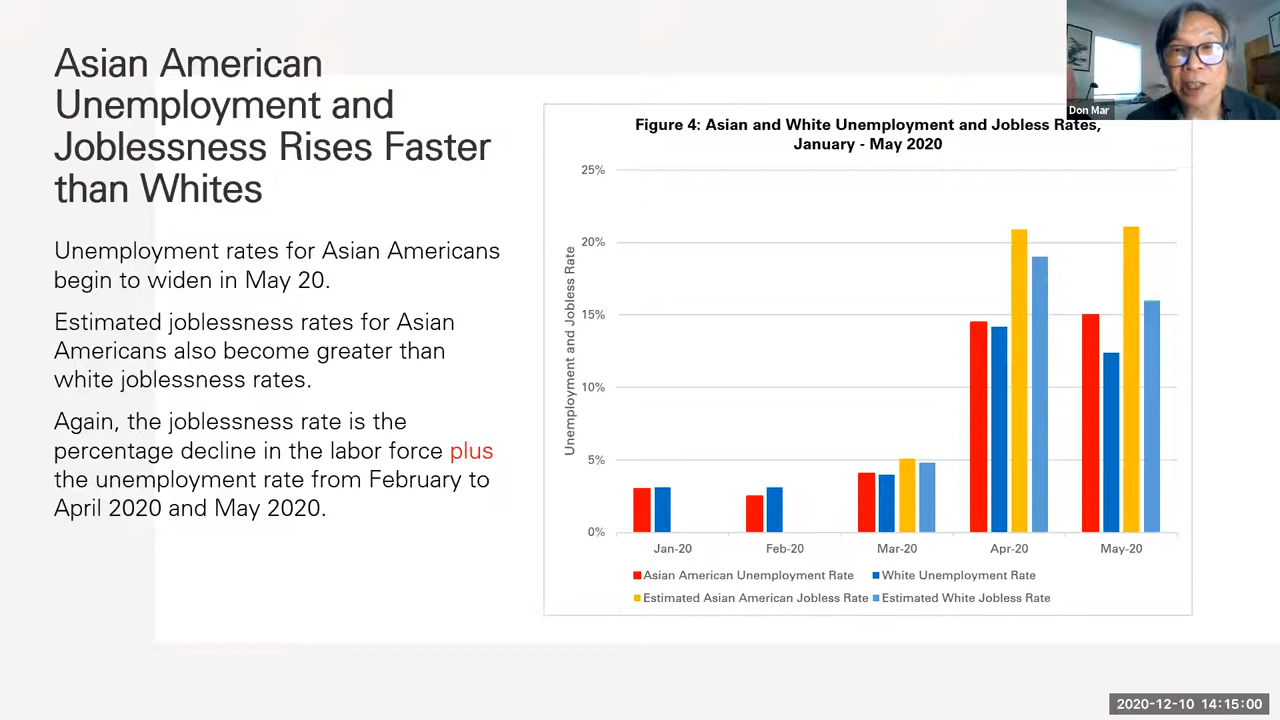 Asian American
Unemployment and
Joblessness Rises Faster
than Whites
Unemployment rates for Asian Americans
begin to widen in May 20.
Estimated joblessness rates for Asian
Americans also become greater than
white joblessness rates.
Again, the joblessness rate is the
percentage decline in the labor force plus
the unemployment rate from February to
April 2020 and May 2020.
Don Mar
Figure 4: Asian and White Unemployment and Jobless Rates,
January - May 2020
Unemployment and Jobless Rate
25%
20%
15%
10%
5%
0%
Jan-20 Feb-20 Mar-20 Apr-20 May-20
Asian American Unemployment Rate White Unemployment Rate
Estimated Asian American Jobless Rate Estimated White Jobless Rate
2020-12-10 14:15:00